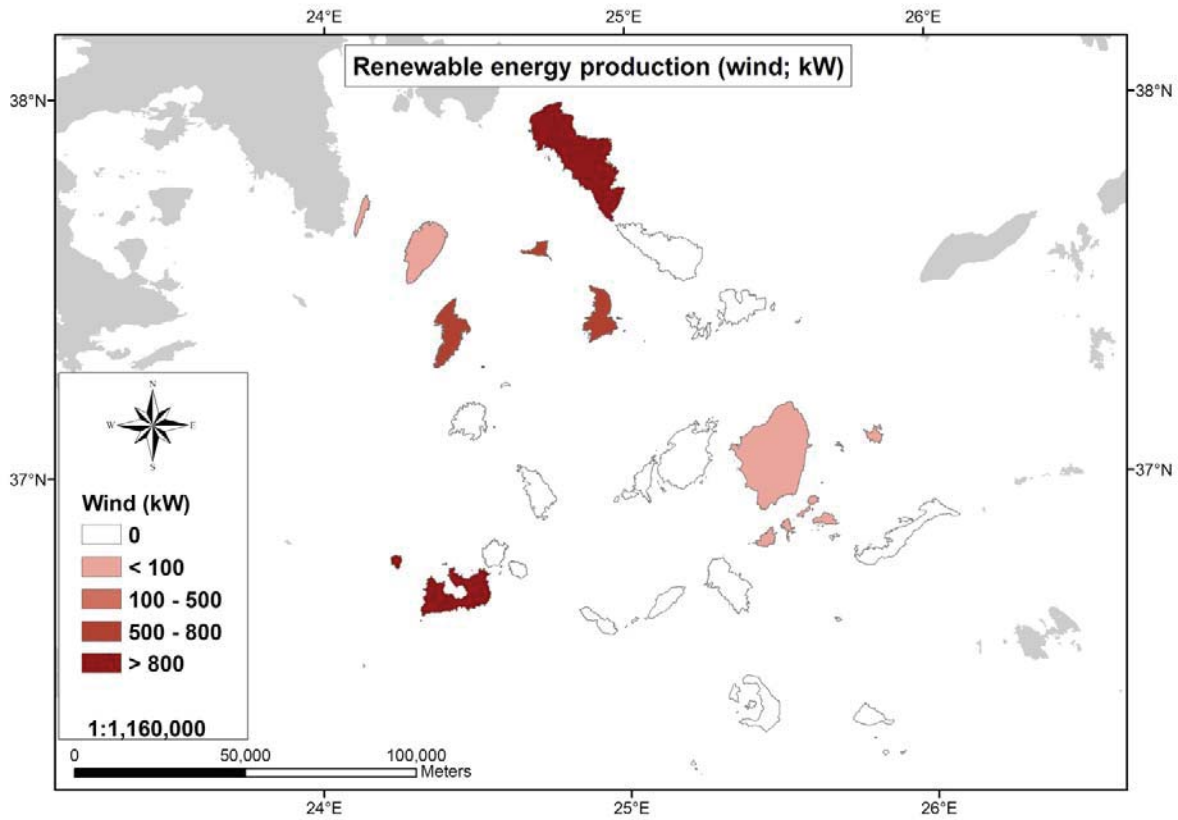 24°E 25°E 26°E
Renewable energy production (wind; kW)
38°N 38°N
N
W E
S
37°N 37°N
Wind (kW)
0
< 100
100 - 500
500 - 800
> 800
1:1,160,000
0 50,000 100,000
Meters
24°E 25°E 26°E